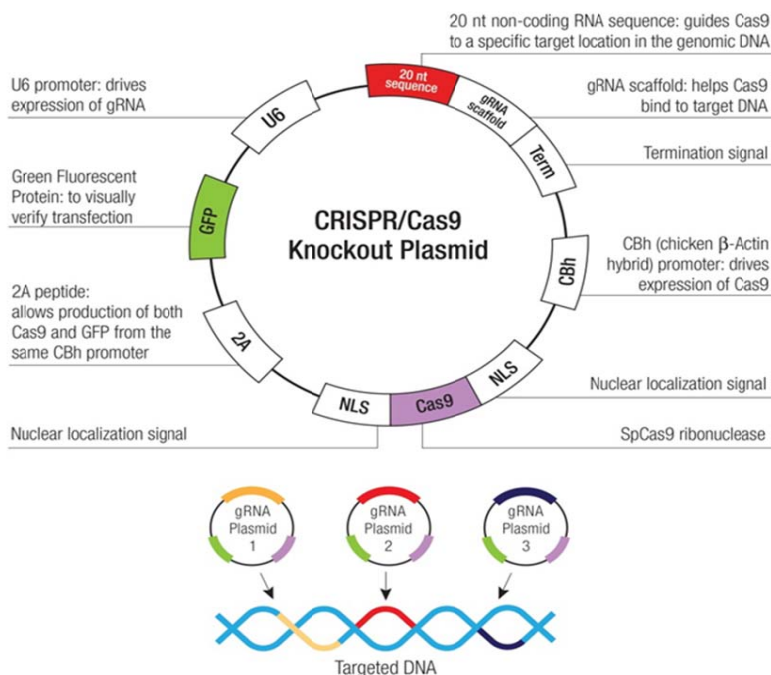 20 nt non-coding RNA sequence: guides Cas9
to a specific target location in the genomic DNA
U6 promoter: drives
expression of gRNA
20 nt
sequence
gRNA
scaffold
gRNA scaffold: helps Cas9
bind to target DNA
U6
Term
Termination signal
Green Fluorescent
Protein: to visually
verify transfection
GFP
CRISPR/Cas9
Knockout Plasmid
CBh
CBh (chicken β-Actin
hybrid) promoter: drives
expression of Cas9
2A peptide:
allows production of both
Cas9 and GFP from the
same CBh promoter
2A
NLS
Cas9
NLS
Nuclear localization signal
Nuclear localization signal
SpCas9 ribonuclease
gRNA
Plasmid
1
gRNA
Plasmid
2
gRNA
Plasmid
3
Targeted DNA